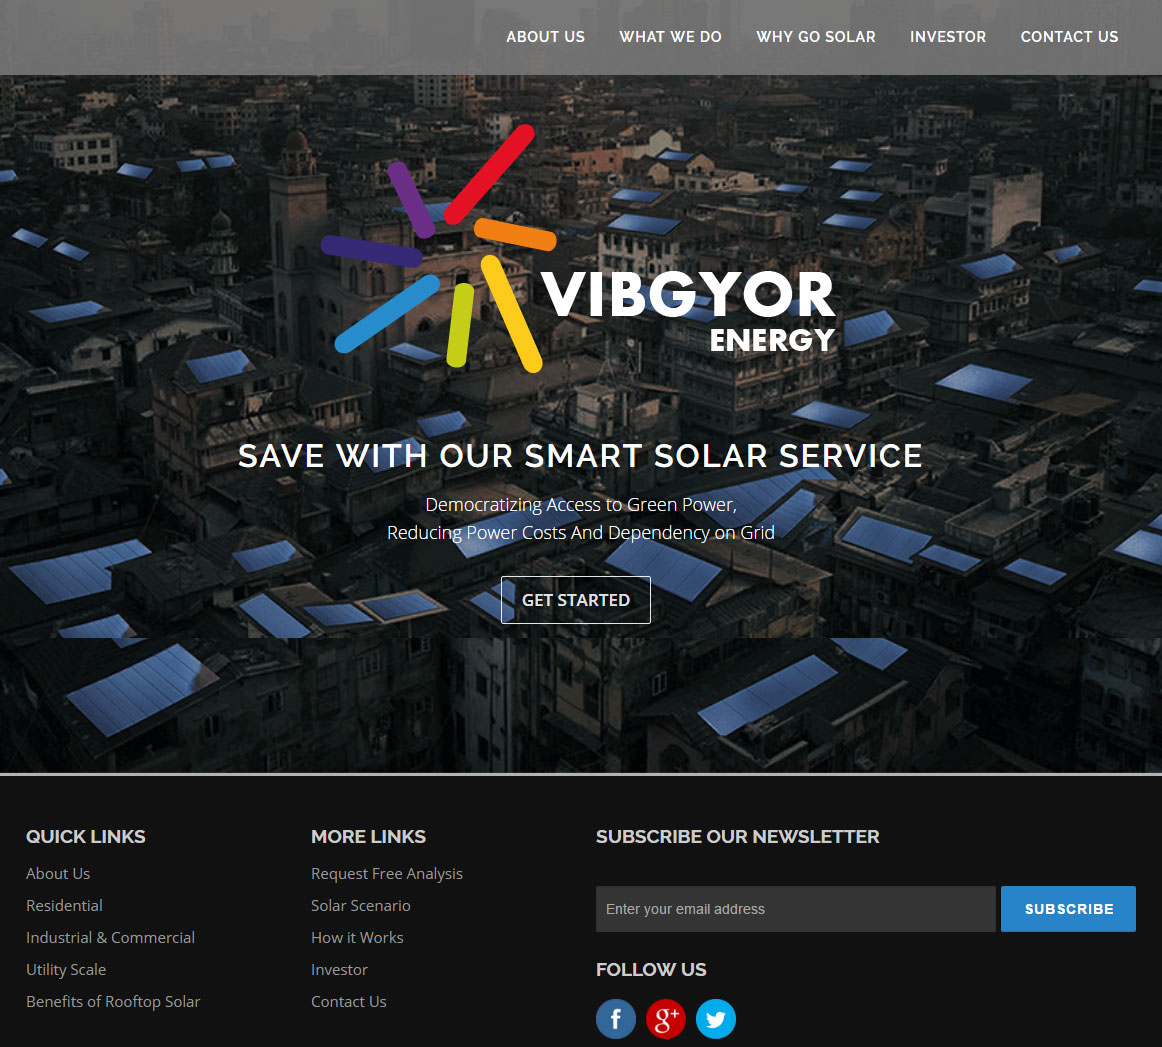 ABOUT US WHAT WE DO WHY GO SOLAR INVESTOR CONTACT US
VIBGYOR
ENERGY
SAVE WITH OUR SMART SOLAR SERVICE
Democratizing Access to Green Power,
Reducing Power Costs And Dependency on Grid
GET STARTED
QUICK LINKS
About Us
Residential
Industrial & Commercial
Utility Scale
Benefits of Rooftop Solar
MORE LINKS
Request Free Analysis
Solar Scenario
How it Works
Investor
Contact Us
SUBSCRIBE OUR NEWSLETTER
Enter your email address
SUBSCRIBE
FOLLOW US
f
g+